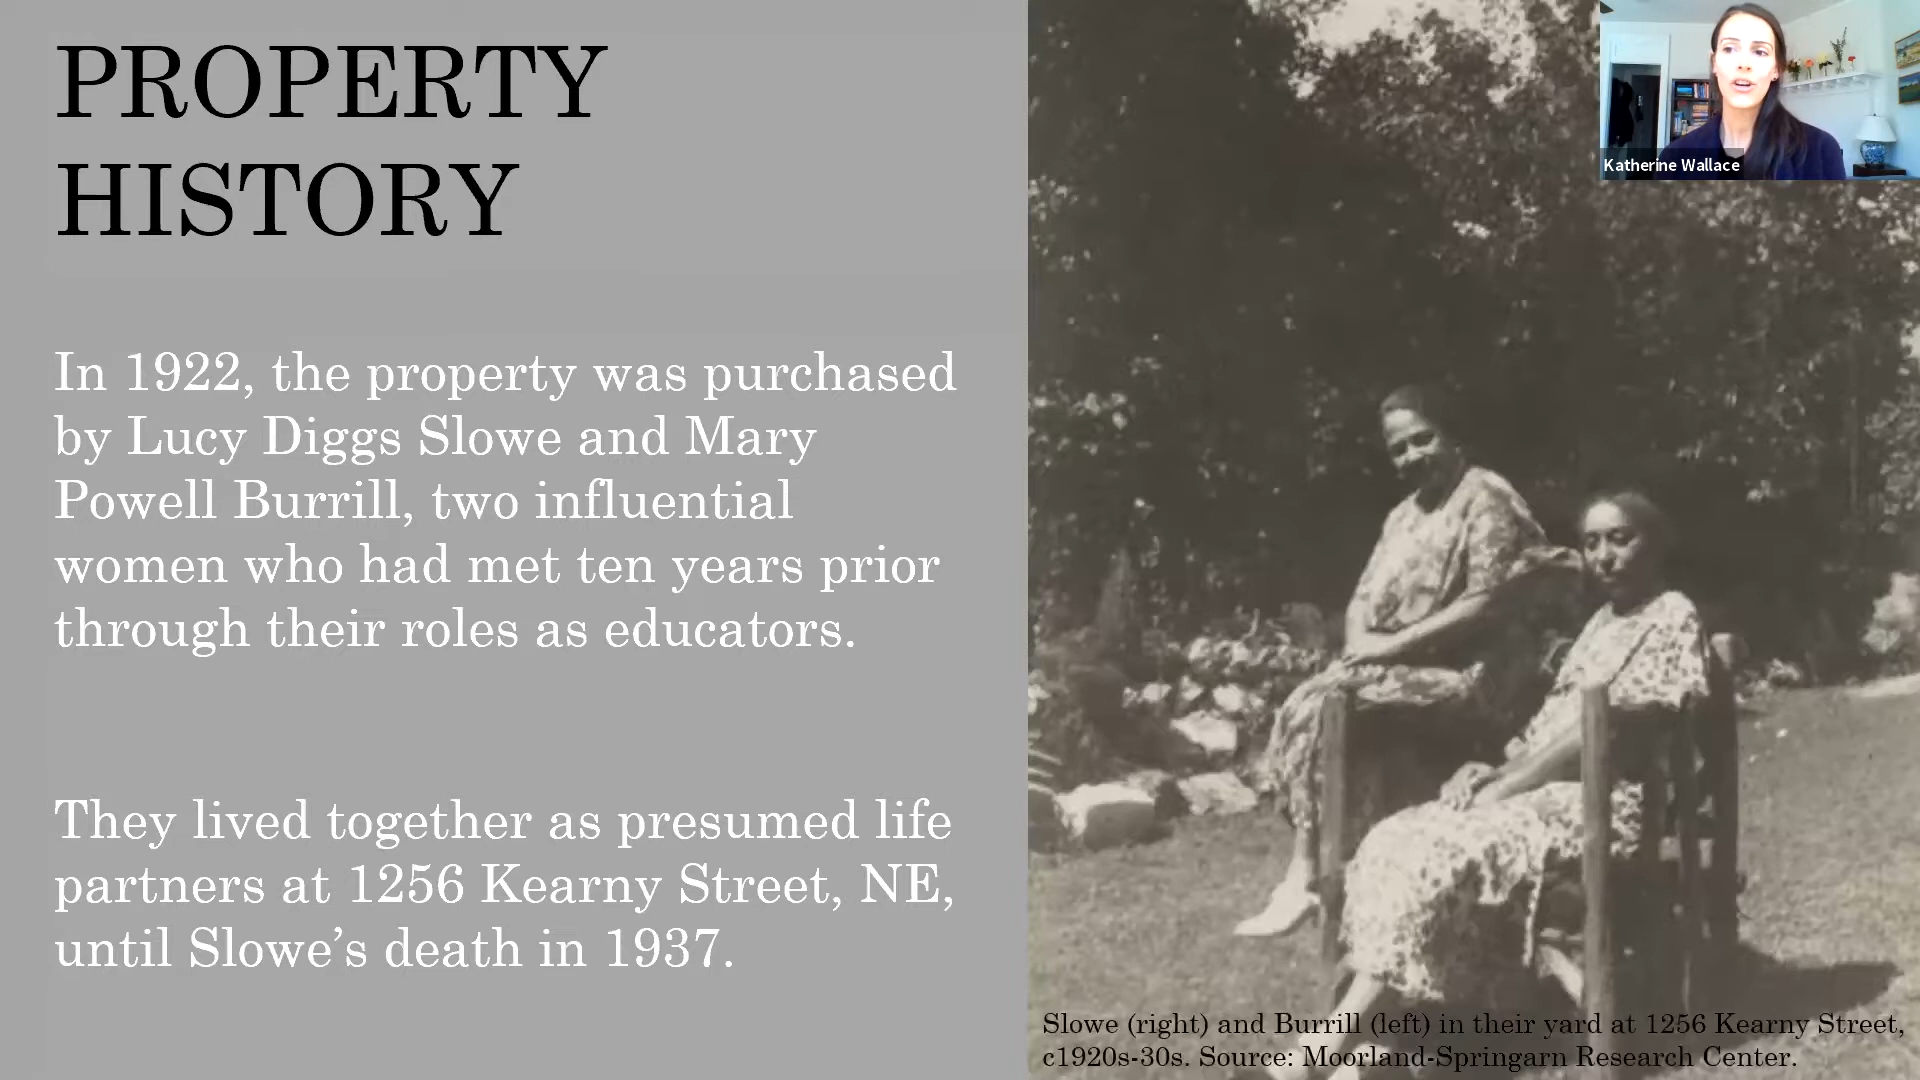 PROPERTY
HISTORY
In 1922, the property was purchased
by Lucy Diggs Slowe and Mary
Powell Burrill, two influential
women who had met ten years prior
through their roles as educators.
They lived together as presumed life
partners at 1256 Kearny Street, NE,
until Slowe’s death in 1937.
Katherine Wallace
Slowe (right) and Burrill (left) in their yard at 1256 Kearny Street,
c1920s-30s. Source: Moorland-Springarn Research Center.